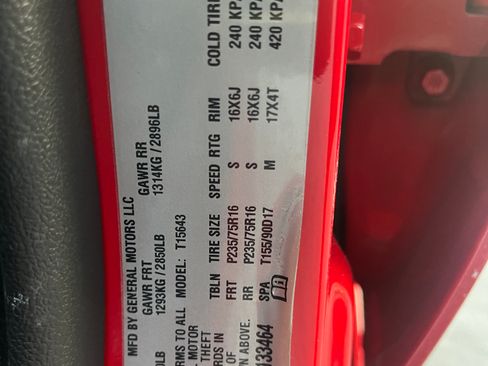 MFD BY GENERAL MOTORS LLC
GAWR FRT GAWR RR
1293KG / 2850LB 1314KG / 2896LB
RMS TO ALL MODEL: T15643
MOTOR
THEFT TBLN TIRE SIZE SPEED RTG RIM COLD TIRE
RDS IN FRT P235/75R16 S 16X6J 240 KPA
OF RR P235/75R16 S 16X6J 240 KPA
N ABOVE. SPA T155/90D17 M 17X4T 420 KPA
133464